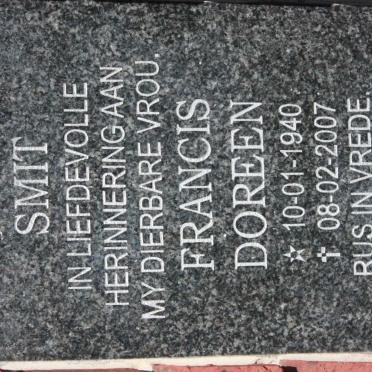 SMIT
IN LIEFDEVOLLE
HERINNERING AAN
MY DIERBARE VROU.
FRANCIS
DOREEN
☆ 10-01-1940
✝ 08-02-2007
RUS IN VREDE.